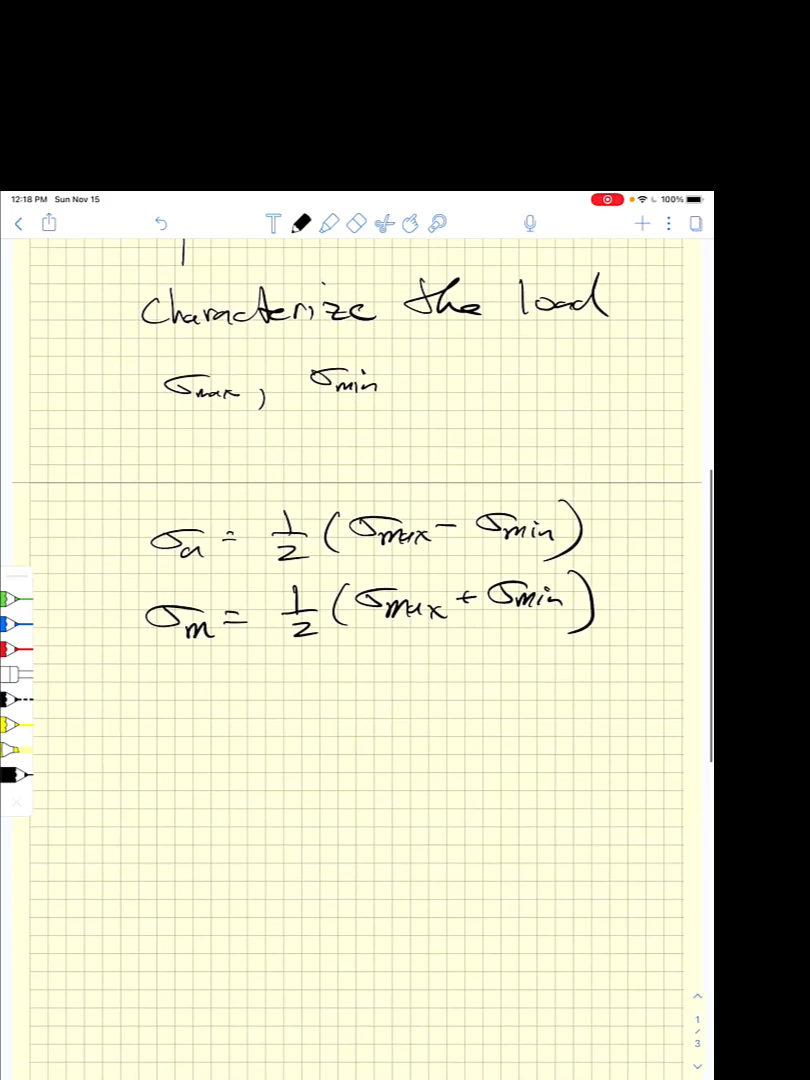 12:18 PM Sun Nov 15 100%
T
characterize the load
σmax, σmin
σa = 1/2 (σmax - σmin)
σm = 1/2 (σmax + σmin)
1
/
3